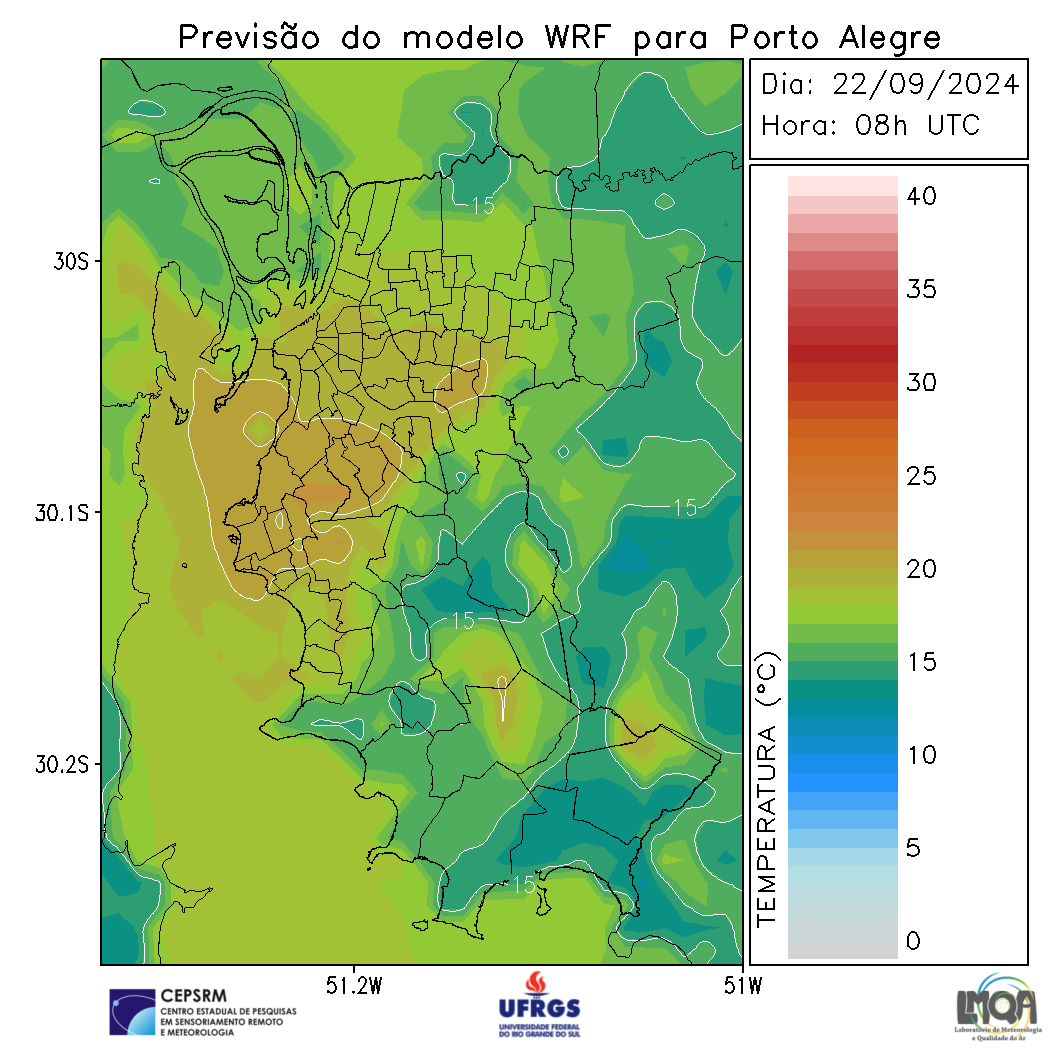 Previsão do modelo WRF para Porto Alegre
Dia: 22/09/2024
Hora: 08h UTC
30S
30.1S
30.2S
51.2W
51W
15
15
15
15
0
TEMPERATURA (°C)
40
35
30
25
20
15
10
5
0
CEPSRM
CENTRO ESTADUAL DE PESQUISAS
EM SENSORIAMENTO REMOTO
E METEOROLOGIA
UFRGS
UNIVERSIDADE FEDERAL
DO RIO GRANDE DO SUL
LMQA
Laboratório de Meteorologia
e Qualidade do Ar